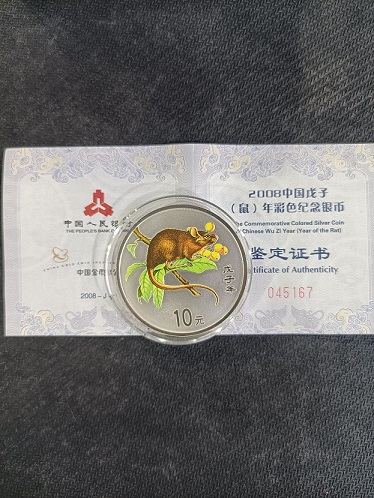 中国人民银行
THE PEOPLE'S BANK
中国金币
2008-J
2008中国戊子
（鼠）年彩色纪念银币
Commemorative Colored Silver Coin
Chinese Wu Zi Year (Year of the Rat)
鉴定证书
Certificate of Authenticity
045167
戊子年
10元